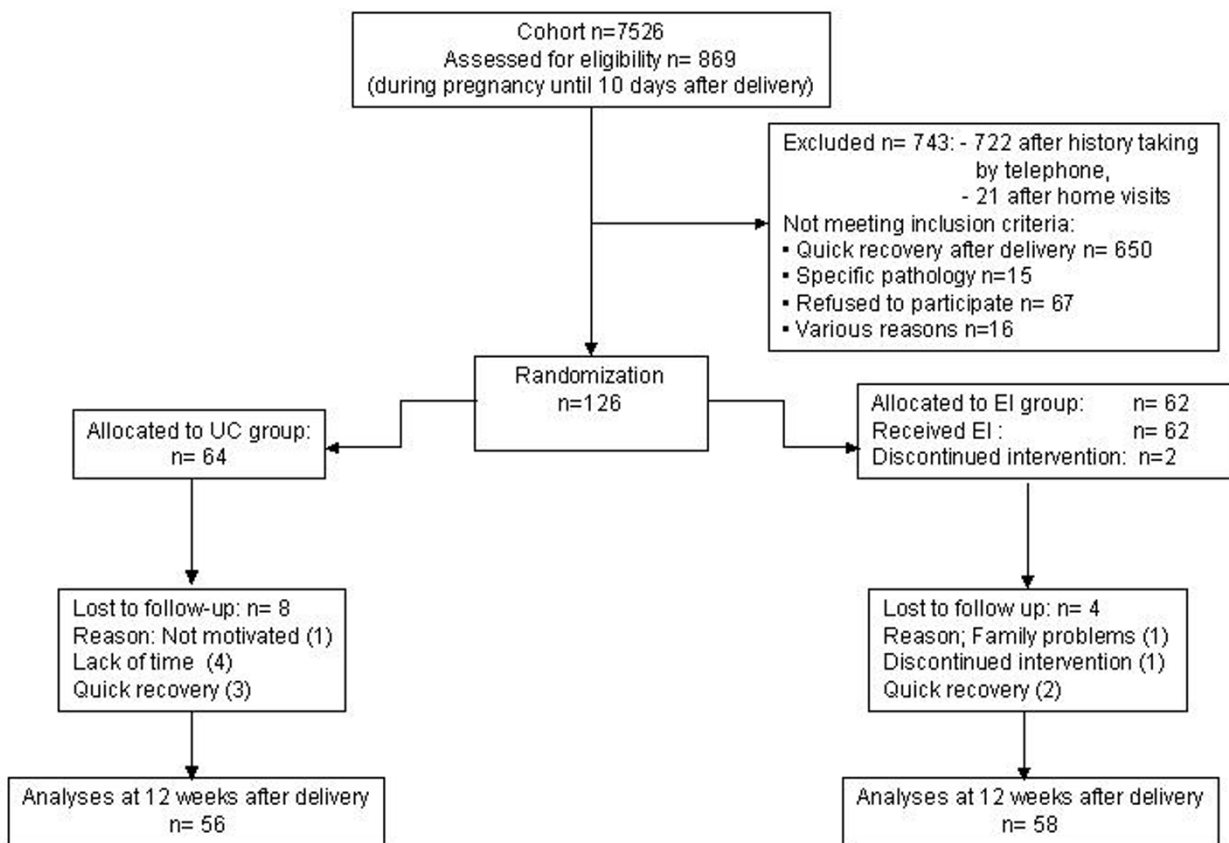 Cohort n=7526
Assessed for eligibility n= 869
(during pregnancy until 10 days after delivery)
Excluded n= 743: - 722 after history taking
by telephone,
- 21 after home visits
Not meeting inclusion criteria:
▪ Quick recovery after delivery n= 650
▪ Specific pathology n=15
▪ Refused to participate n= 67
▪ Various reasons n=16
Randomization
n=126
Allocated to UC group:
n= 64
Allocated to EI group: n= 62
Received EI : n= 62
Discontinued intervention: n=2
Lost to follow-up: n= 8
Reason: Not motivated (1)
Lack of time (4)
Quick recovery (3)
Lost to follow up: n= 4
Reason; Family problems (1)
Discontinued intervention (1)
Quick recovery (2)
Analyses at 12 weeks after delivery
n= 56
Analyses at 12 weeks after delivery
n= 58